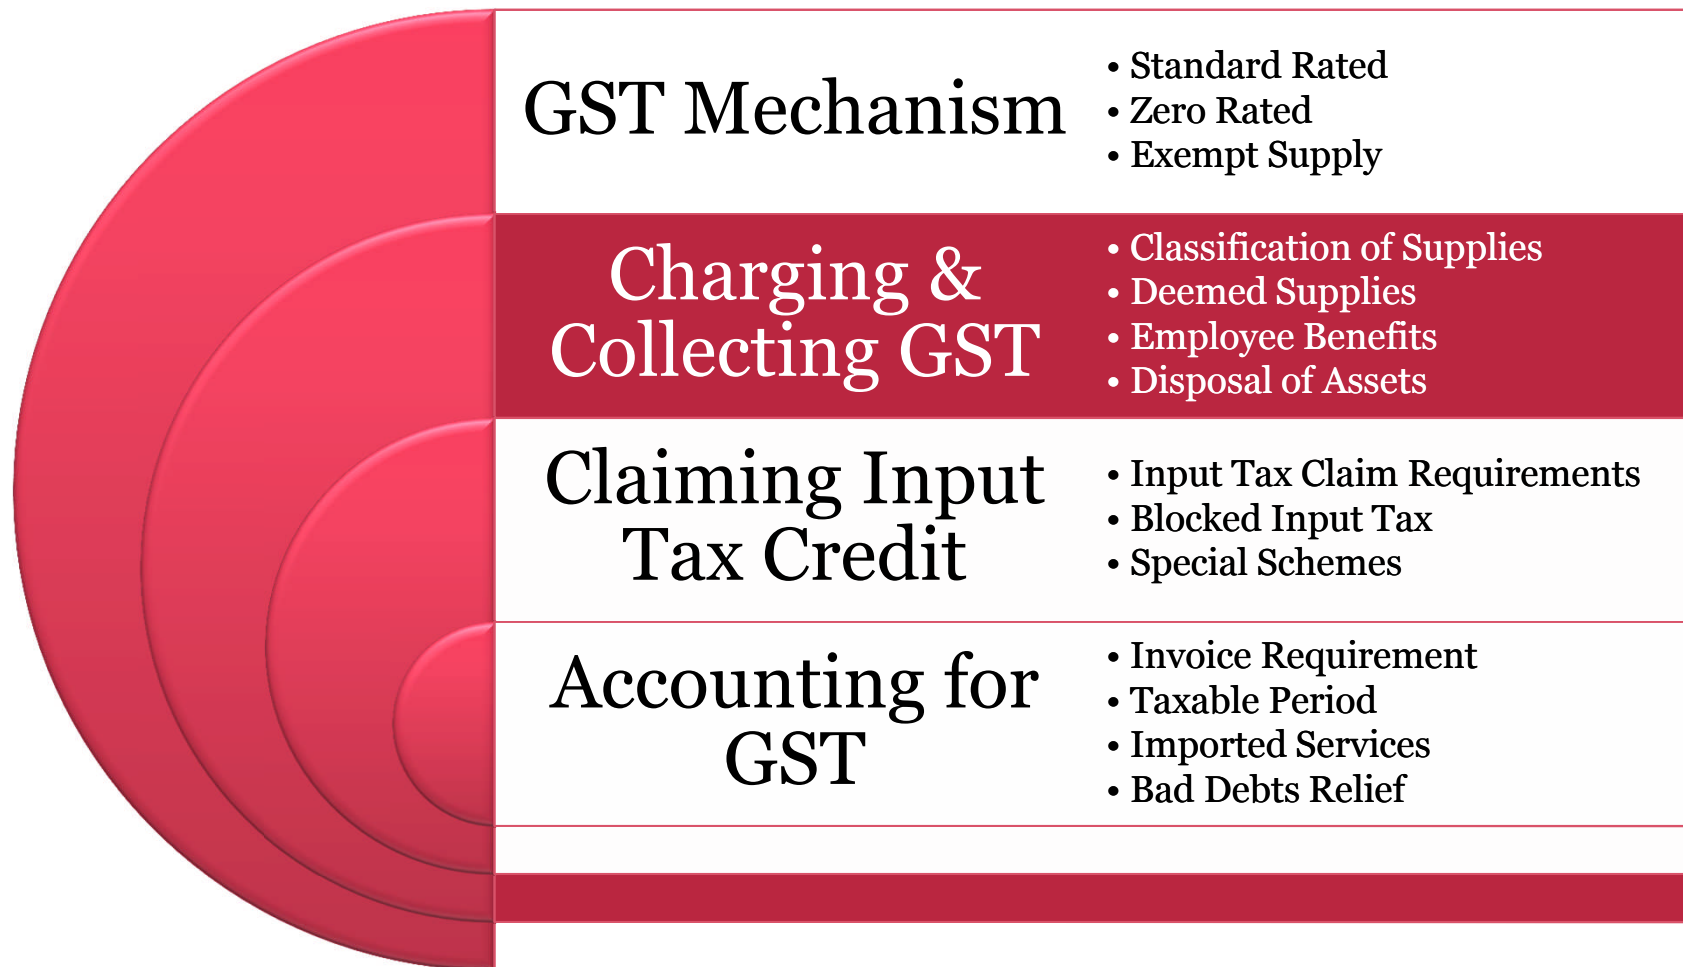 GST Mechanism
• Standard Rated
• Zero Rated
• Exempt Supply
Charging &
Collecting GST
• Classification of Supplies
• Deemed Supplies
• Employee Benefits
• Disposal of Assets
Claiming Input
Tax Credit
• Input Tax Claim Requirements
• Blocked Input Tax
• Special Schemes
Accounting for
GST
• Invoice Requirement
• Taxable Period
• Imported Services
• Bad Debts Relief